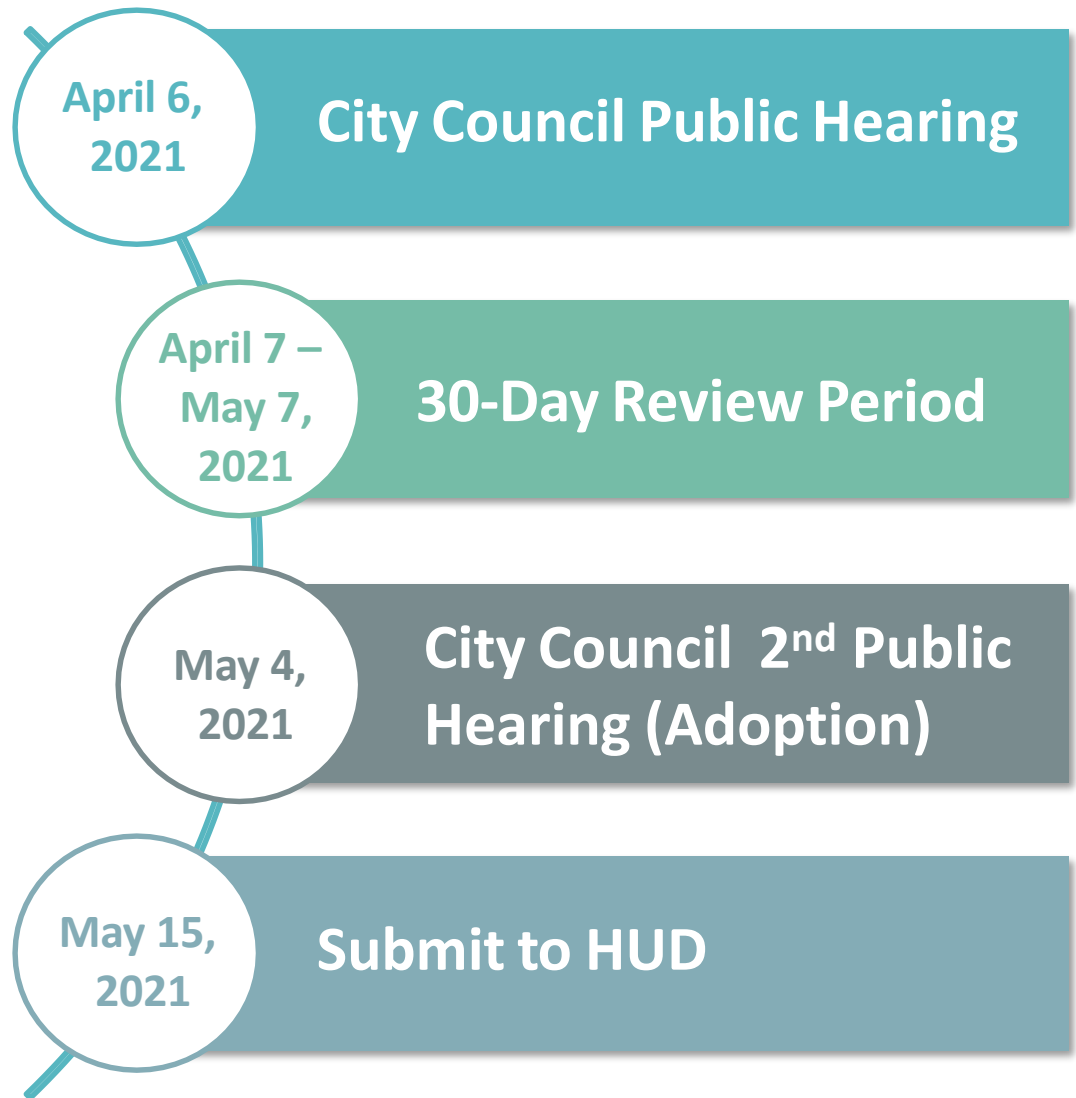 April 6,
2021
City Council Public Hearing
April 7 –
May 7,
2021
30-Day Review Period
May 4,
2021
City Council  2nd Public
Hearing (Adoption)
May 15,
2021
Submit to HUD